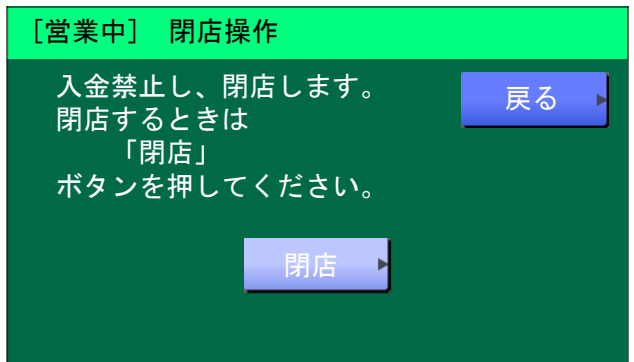 ［営業中］ 閉店操作
入金禁止し、閉店します。
戻る
閉店するときは
「閉店」
ボタンを押してください。
閉店